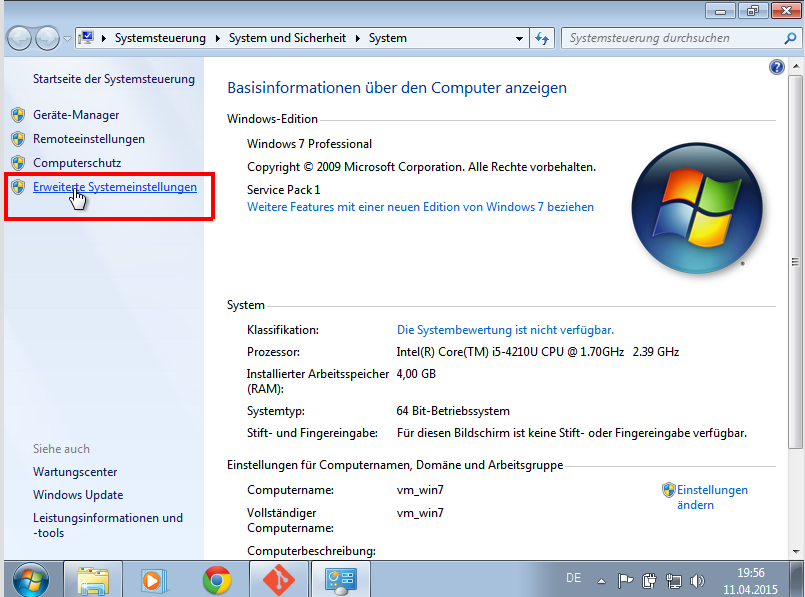 Systemsteuerung System und Sicherheit System
Systemsteuerung durchsuchen
Startseite der Systemsteuerung
Geräte-Manager
Remoteeinstellungen
Computerschutz
Erweiterte Systemeinstellungen
Siehe auch
Wartungscenter
Windows Update
Leistungsinformationen und
-tools
Basisinformationen über den Computer anzeigen
Windows-Edition
Windows 7 Professional
Copyright © 2009 Microsoft Corporation. Alle Rechte vorbehalten.
Service Pack 1
Weitere Features mit einer neuen Edition von Windows 7 beziehen
System
Klassifikation: Die Systembewertung ist nicht verfügbar.
Prozessor: Intel(R) Core(TM) i5-4210U CPU @ 1.70GHz 2.39 GHz
Installierter Arbeitsspeicher 4,00 GB
(RAM):
Systemtyp: 64 Bit-Betriebssystem
Stift- und Fingereingabe: Für diesen Bildschirm ist keine Stift- oder Fingereingabe verfügbar.
Einstellungen für Computernamen, Domäne und Arbeitsgruppe
Computername: vm_win7
Einstellungen
ändern
Vollständiger vm_win7
Computername:
Computerbeschreibung:
DE
19:56
11.04.2015